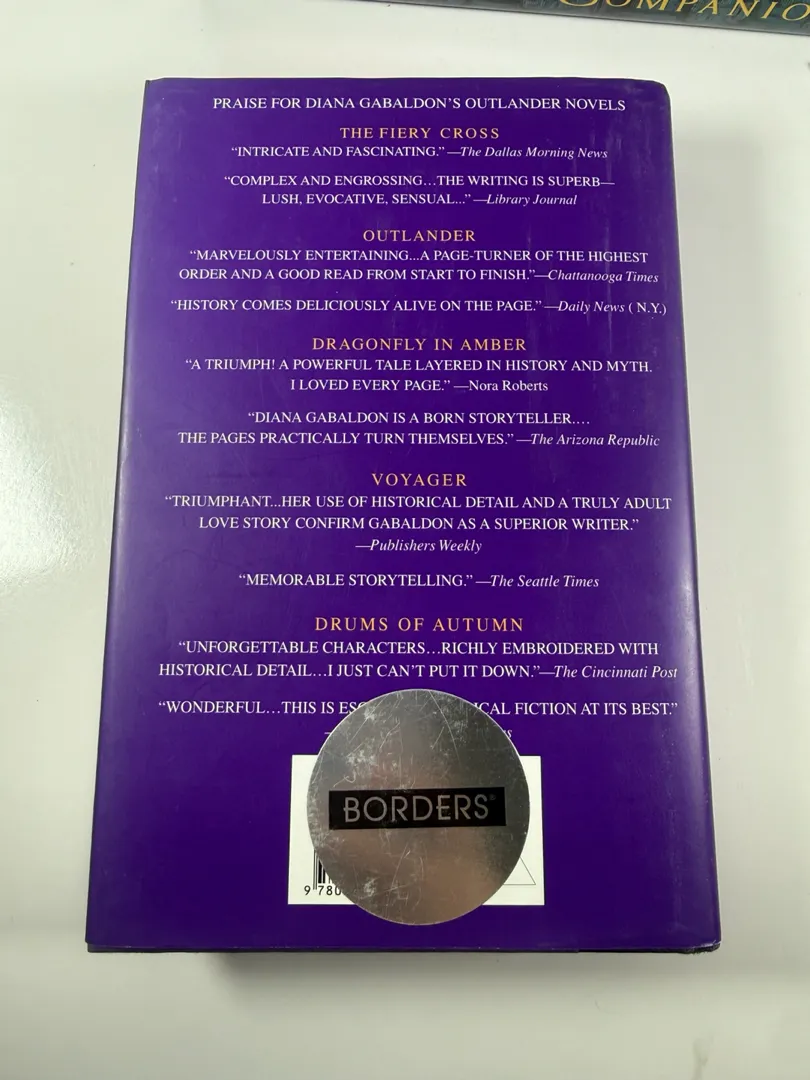 COMPANIO
PRAISE FOR DIANA GABALDON'S OUTLANDER NOVELS
THE FIERY CROSS
“INTRICATE AND FASCINATING.” —The Dallas Morning News
“COMPLEX AND ENGROSSING…THE WRITING IS SUPERB—
LUSH, EVOCATIVE, SENSUAL...” —Library Journal
OUTLANDER
“MARVELOUSLY ENTERTAINING...A PAGE-TURNER OF THE HIGHEST
ORDER AND A GOOD READ FROM START TO FINISH.”—Chattanooga Times
“HISTORY COMES DELICIOUSLY ALIVE ON THE PAGE.” —Daily News ( N.Y.)
DRAGONFLY IN AMBER
“A TRIUMPH! A POWERFUL TALE LAYERED IN HISTORY AND MYTH.
I LOVED EVERY PAGE.” —Nora Roberts
“DIANA GABALDON IS A BORN STORYTELLER.…
THE PAGES PRACTICALLY TURN THEMSELVES.” —The Arizona Republic
VOYAGER
“TRIUMPHANT...HER USE OF HISTORICAL DETAIL AND A TRULY ADULT
LOVE STORY CONFIRM GABALDON AS A SUPERIOR WRITER.”
—Publishers Weekly
“MEMORABLE STORYTELLING.” —The Seattle Times
DRUMS OF AUTUMN
“UNFORGETTABLE CHARACTERS…RICHLY EMBROIDERED WITH
HISTORICAL DETAIL…I JUST CAN'T PUT IT DOWN.”—The Cincinnati Post
“WONDERFUL…THIS IS ESC ICAL FICTION AT ITS BEST.”
BORDERS®
9 780